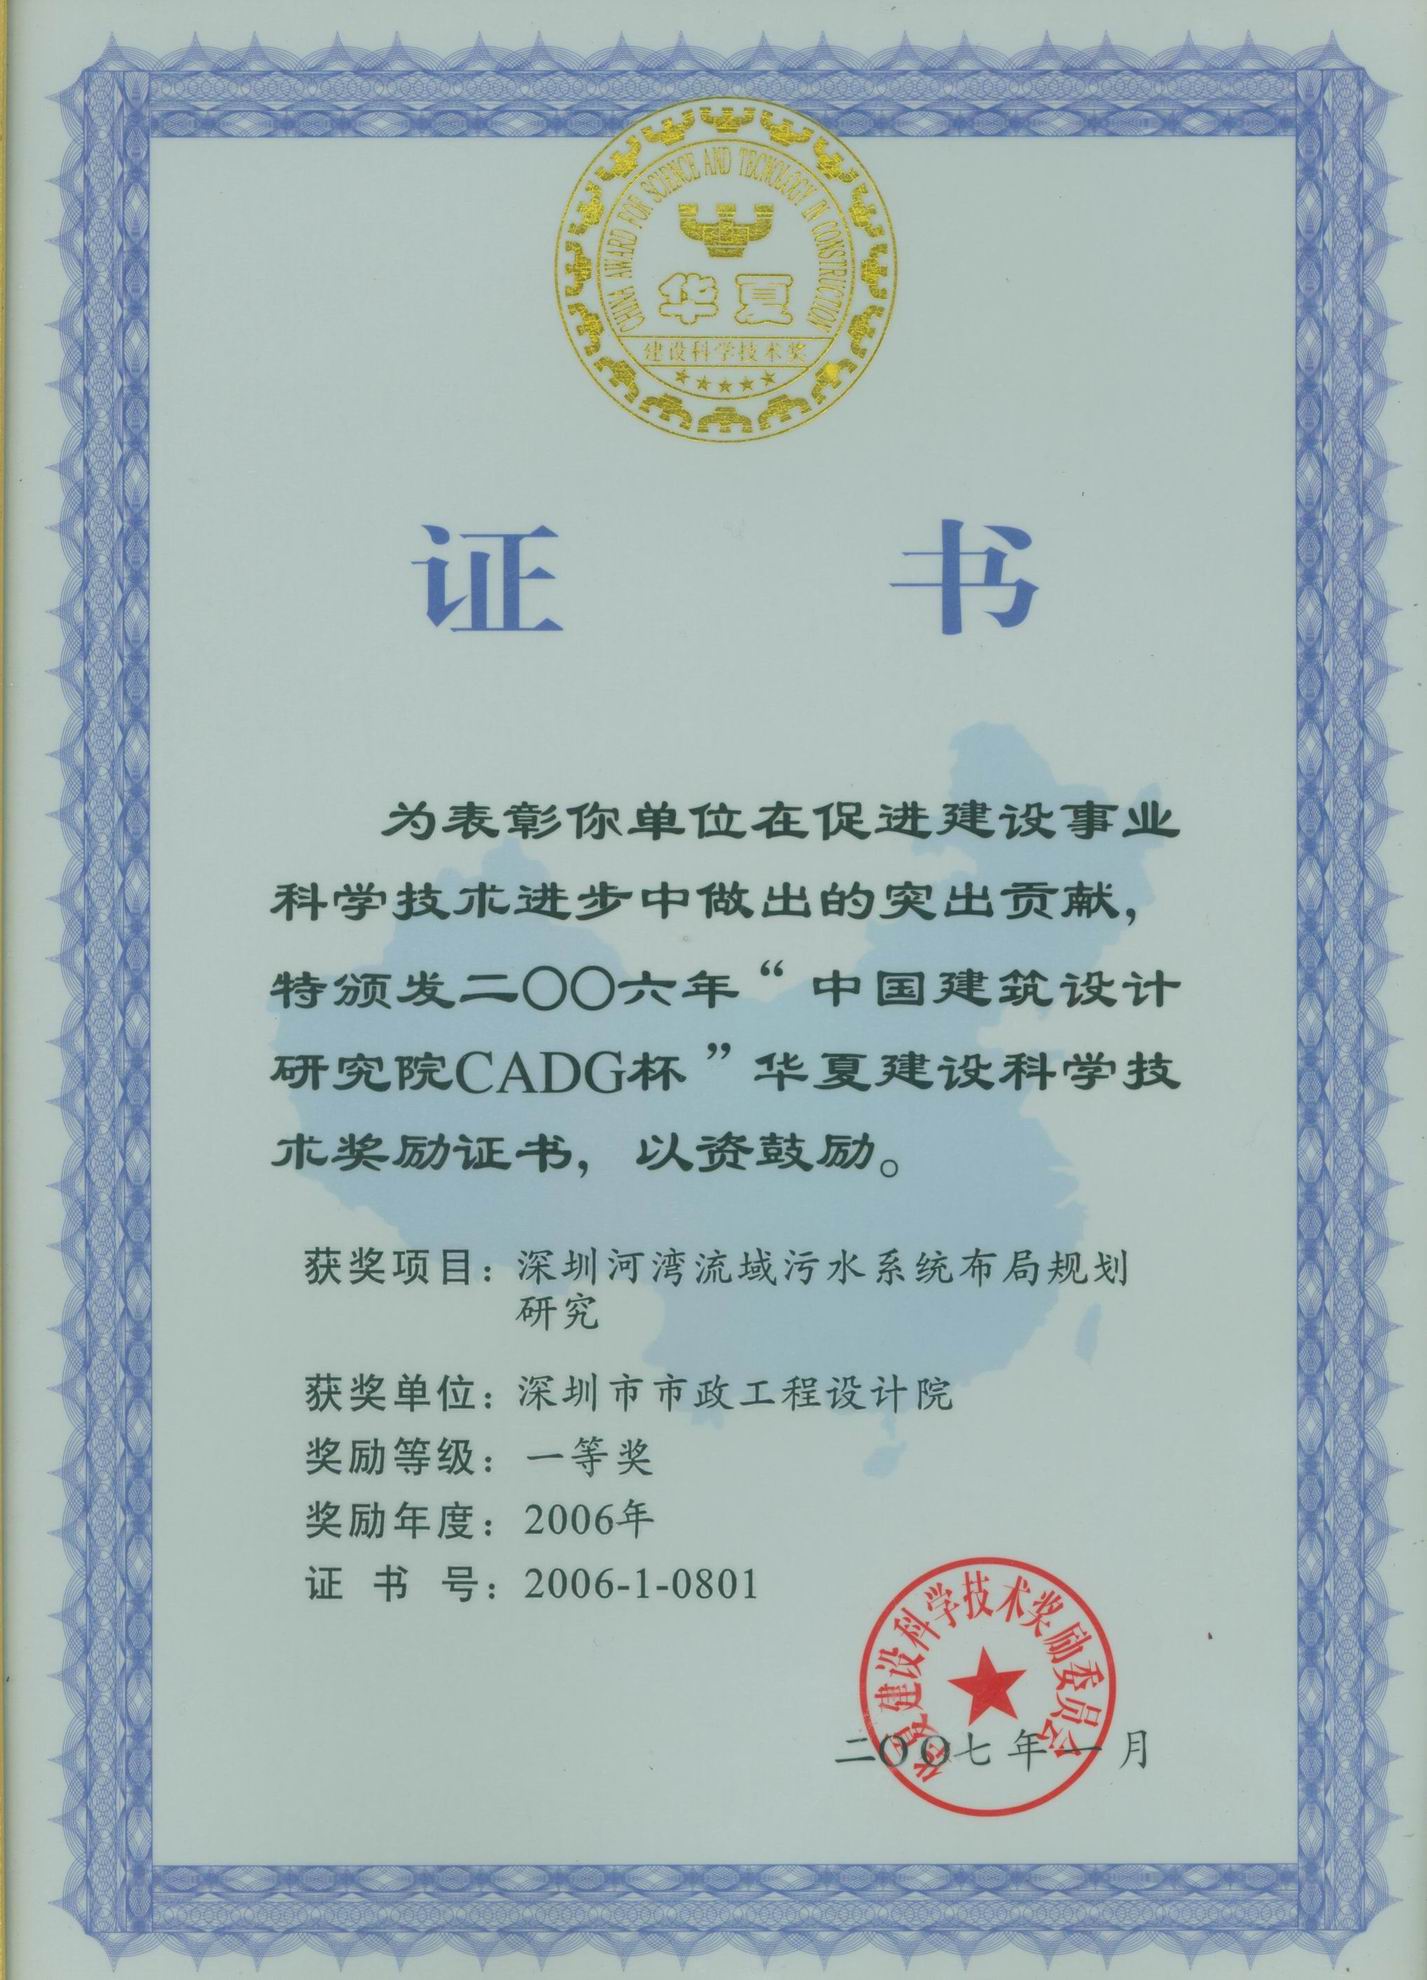 CHINA AWARD FOR SCIENCE AND TECNOLOGY IN CONSTRUCTION
华夏
建设科学技术奖
证 书
为表彰你单位在促进建设事业
科学技术进步中做出的突出贡献，
特颁发二〇〇六年“中国建筑设计
研究院CADG杯”华夏建设科学技
术奖励证书，以资鼓励。
获奖项目：深圳河湾流域污水系统布局规划
研究
获奖单位：深圳市市政工程设计院
奖励等级：一等奖
奖励年度：2006年
证 书 号：2006-1-0801
华夏建设科学技术奖励委员会
二〇〇七年一月